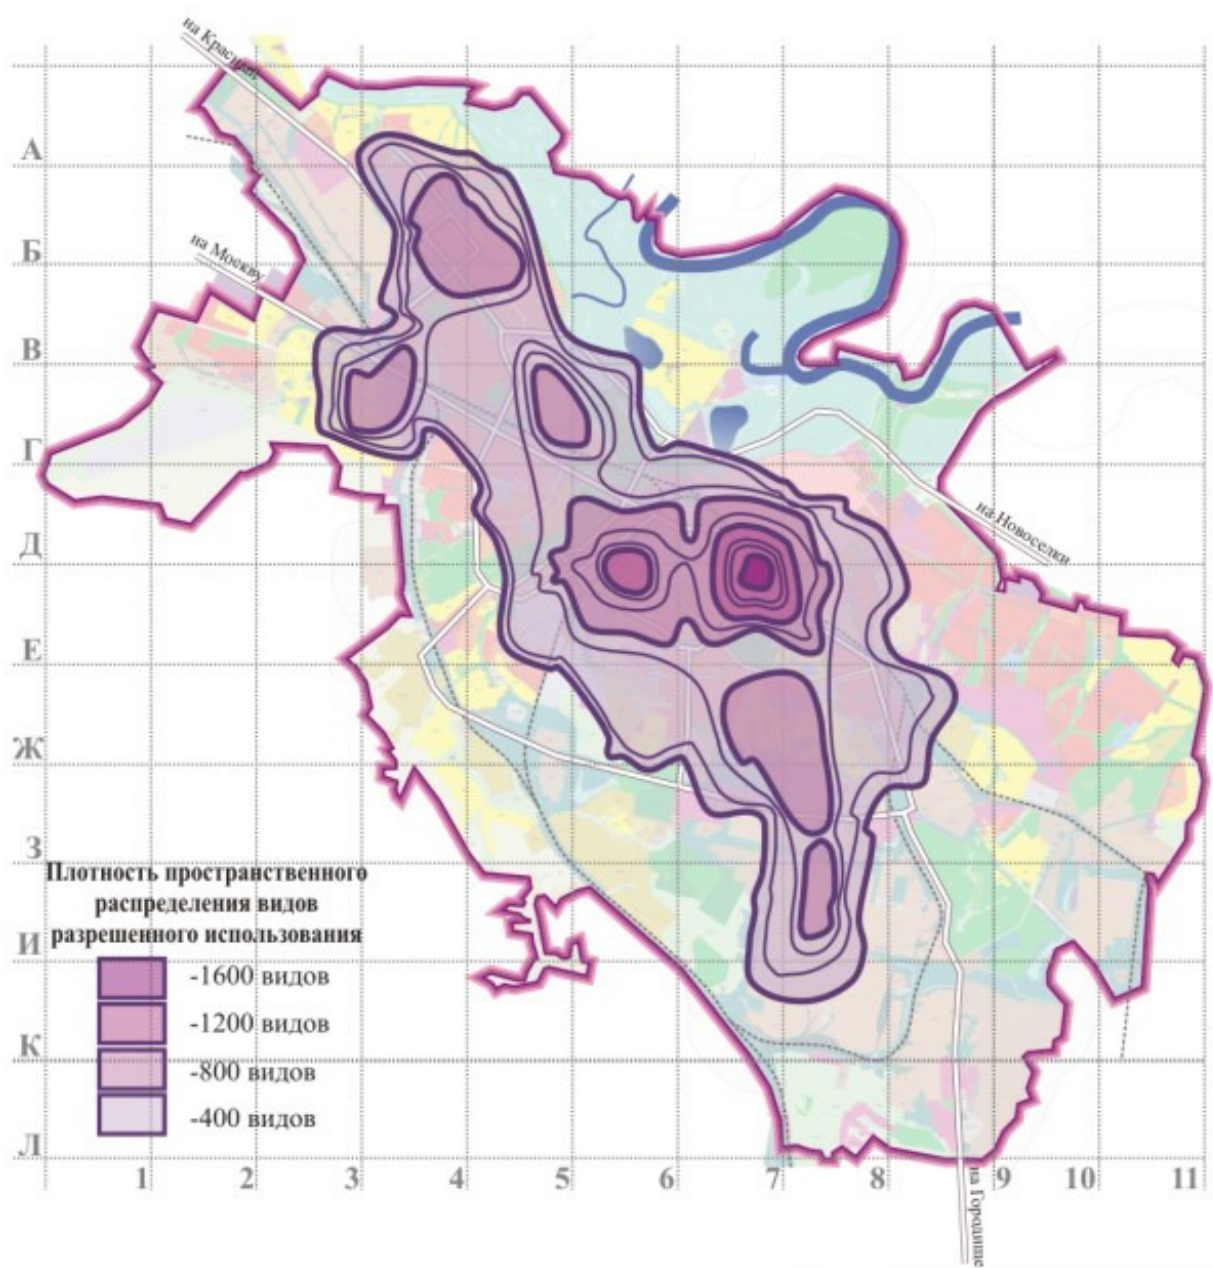 на Красный
А
Б
на Москву
В
Г
на Новоселки
Д
Е
Ж
З
Плотность пространственного
распределения видов
разрешенного использования
И
-1600 видов
-1200 видов
К
-800 видов
-400 видов
Л
1 2 3 4 5 6 7 8 9 10 11
на Городище